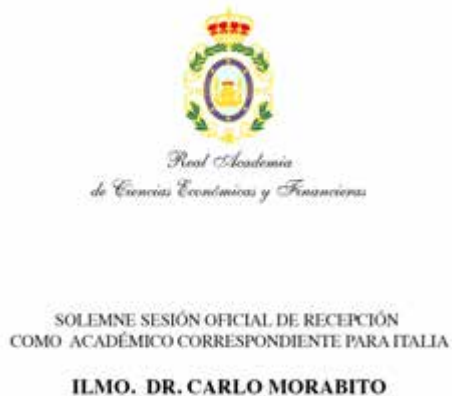 Real Academia
de Ciencias Económicas y Financieras
SOLEMNE SESIÓN OFICIAL DE RECEPCIÓN
COMO ACADÉMICO CORRESPONDIENTE PARA ITALIA
ILMO. DR. CARLO MORABITO